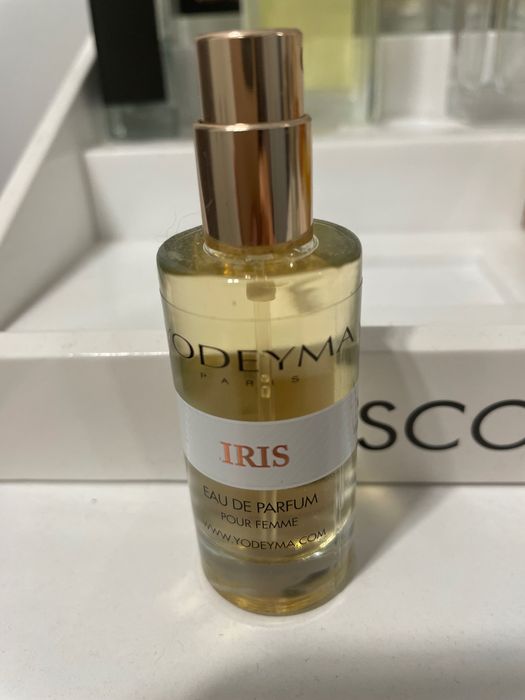 YODEYMA
PARIS
IRIS
EAU DE PARFUM
POUR FEMME
WWW.YODEYMA.COM
SCO